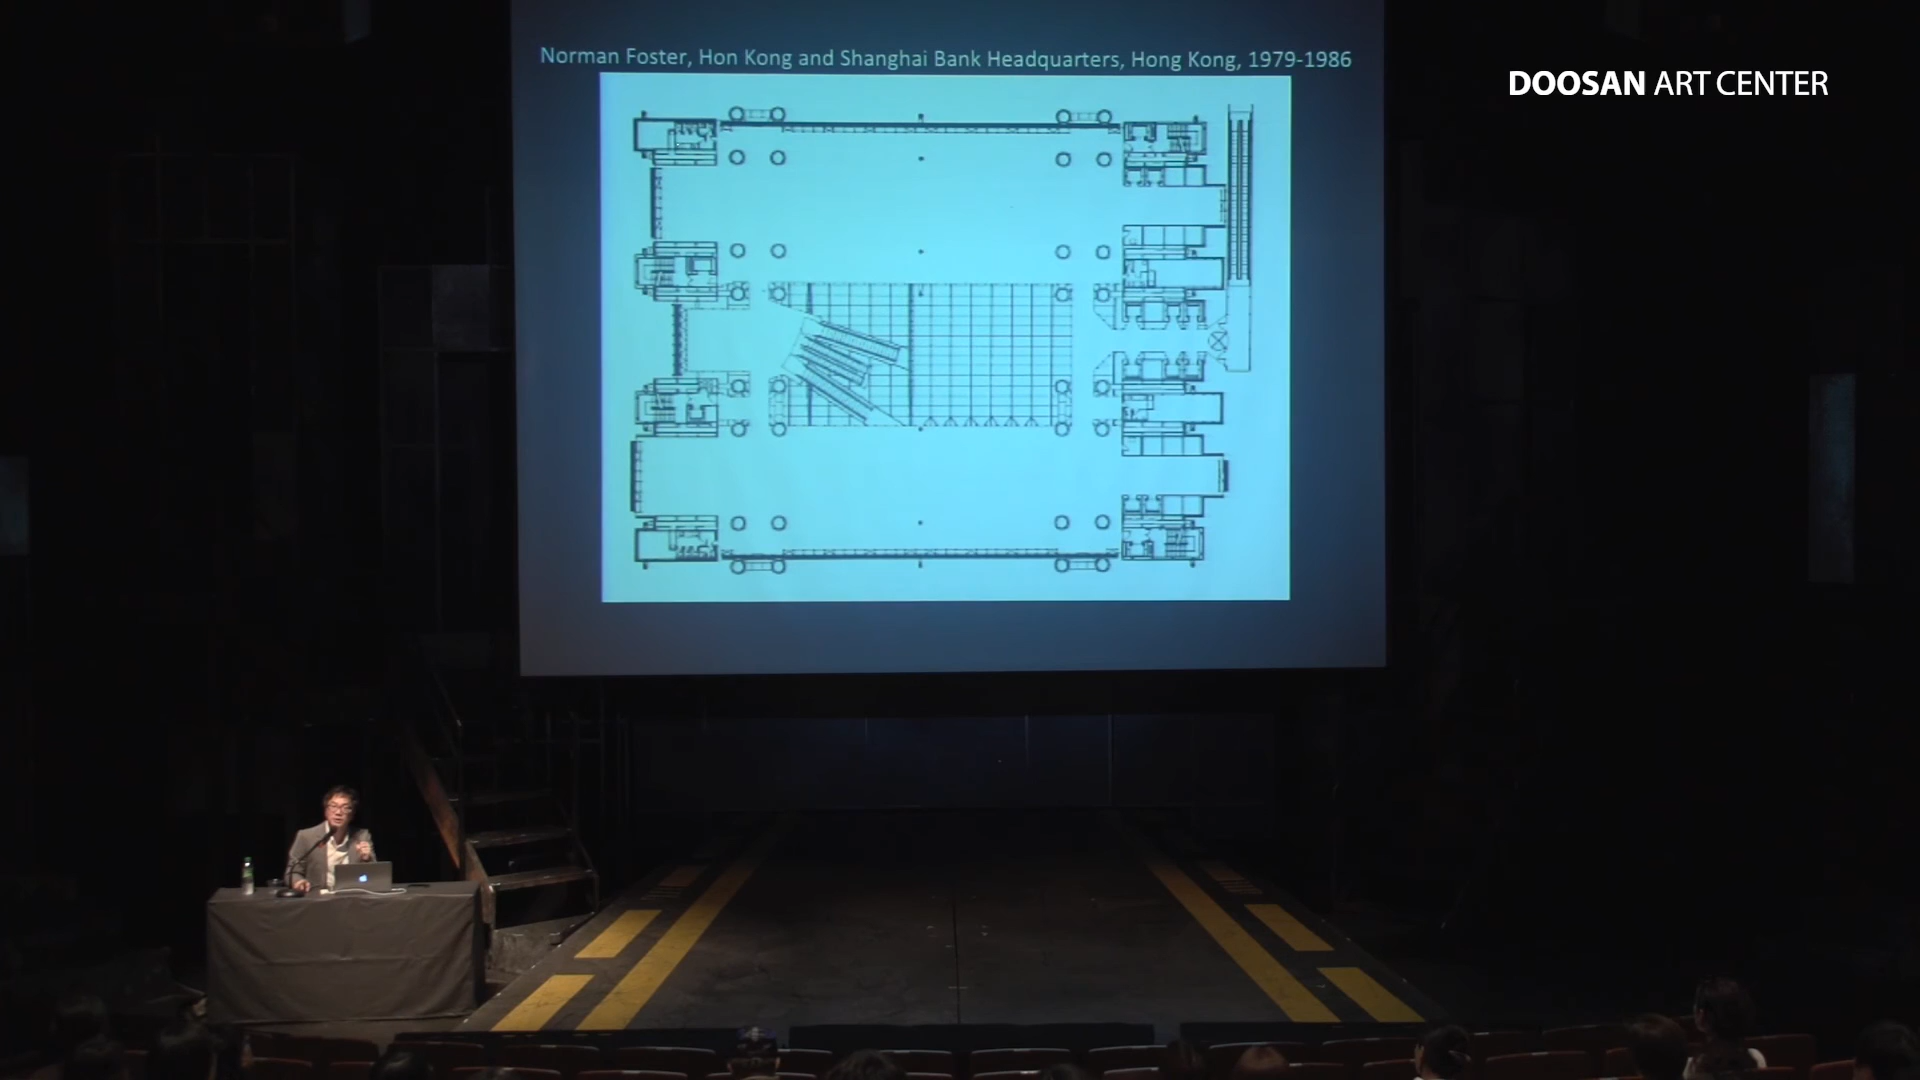 Norman Foster, Hon Kong and Shanghai Bank Headquarters, Hong Kong, 1979-1986
DOOSAN ART CENTER